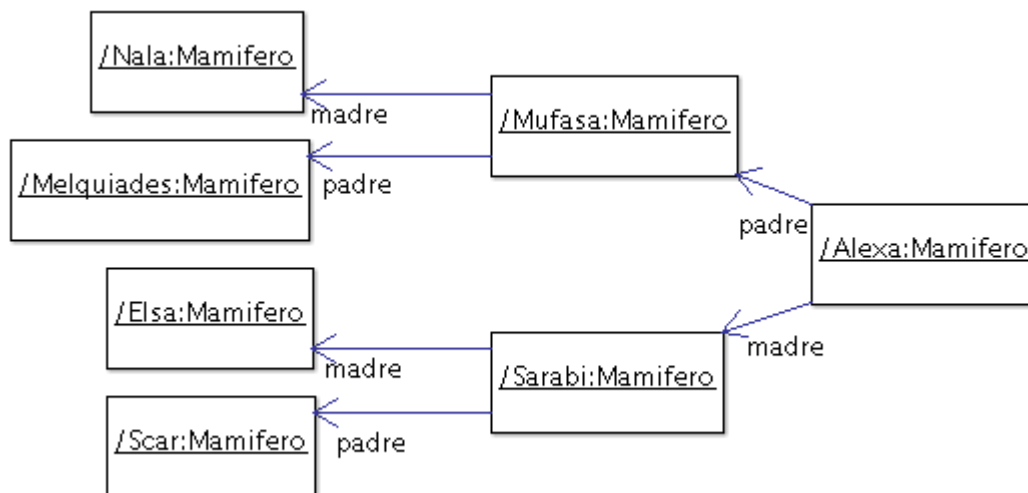 /Nala:Mamifero
madre
/Mufasa:Mamifero
/Melquiades:Mamifero
padre
padre
/Alexa:Mamifero
/Elsa:Mamifero
madre
madre
/Sarabi:Mamifero
/Scar:Mamifero
padre